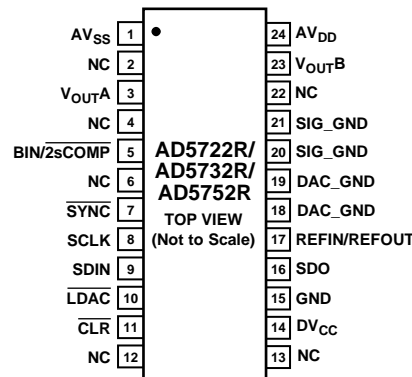 AVSS 1
NC 2
VOUTA 3
NC 4
BIN/2sCOMP 5
NC 6
SYNC 7
SCLK 8
SDIN 9
LDAC 10
CLR 11
NC 12
AD5722R/
AD5732R/
AD5752R
TOP VIEW
(Not to Scale)
24 AVDD
23 VOUTB
22 NC
21 SIG_GND
20 SIG_GND
19 DAC_GND
18 DAC_GND
17 REFIN/REFOUT
16 SDO
15 GND
14 DVCC
13 NC